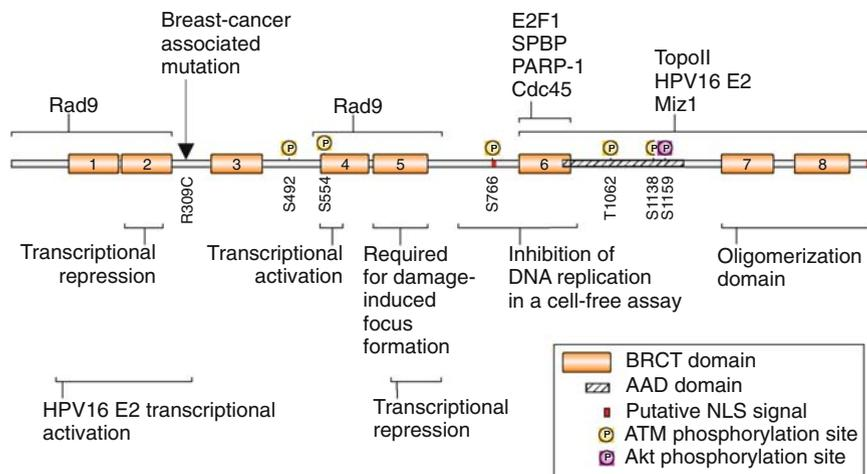 Breast-cancer
associated
mutation
E2F1
SPBP
PARP-1
Cdc45
TopoII
HPV16 E2
Miz1
Rad9
Rad9
P
P
P
P
P
P
1
2
3
4
5
6
7
8
R309C
S492
S554
S766
T1062
S1138
S1159
Transcriptional
repression
Transcriptional
activation
Required
for damage-
induced
focus
formation
Inhibition of
DNA replication
in a cell-free assay
Oligomerization
domain
HPV16 E2 transcriptional
activation
Transcriptional
repression
BRCT domain
AAD domain
Putative NLS signal
P ATM phosphorylation site
P Akt phosphorylation site